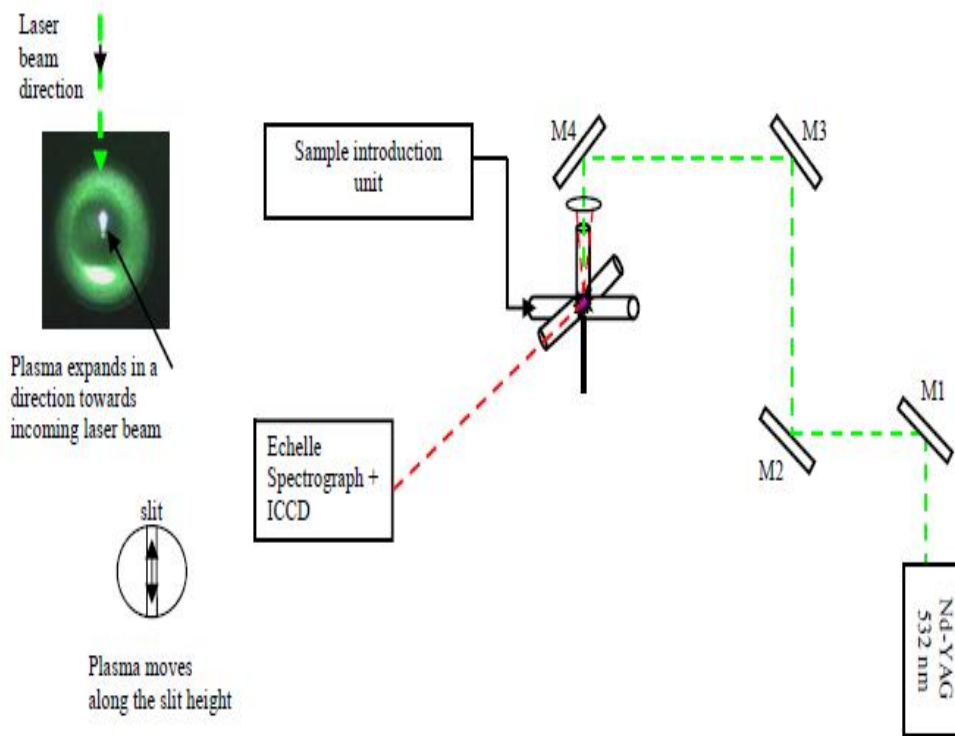 Laser
beam
direction
Plasma expands in a
direction towards
incoming laser beam
slit
Plasma moves
along the slit height
Sample introduction
unit
Echelle
Spectrograph +
ICCD
M4
M3
M2
M1
Nd-YAG
532 nm